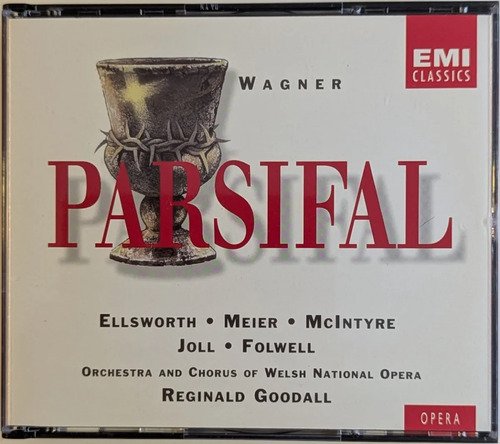 WAGNER
EMI
CLASSICS
PARSIFAL
ELLSWORTH • MEIER • MCINTYRE
JOLL • FOLWELL
ORCHESTRA AND CHORUS OF WELSH NATIONAL OPERA
REGINALD GOODALL
OPERA